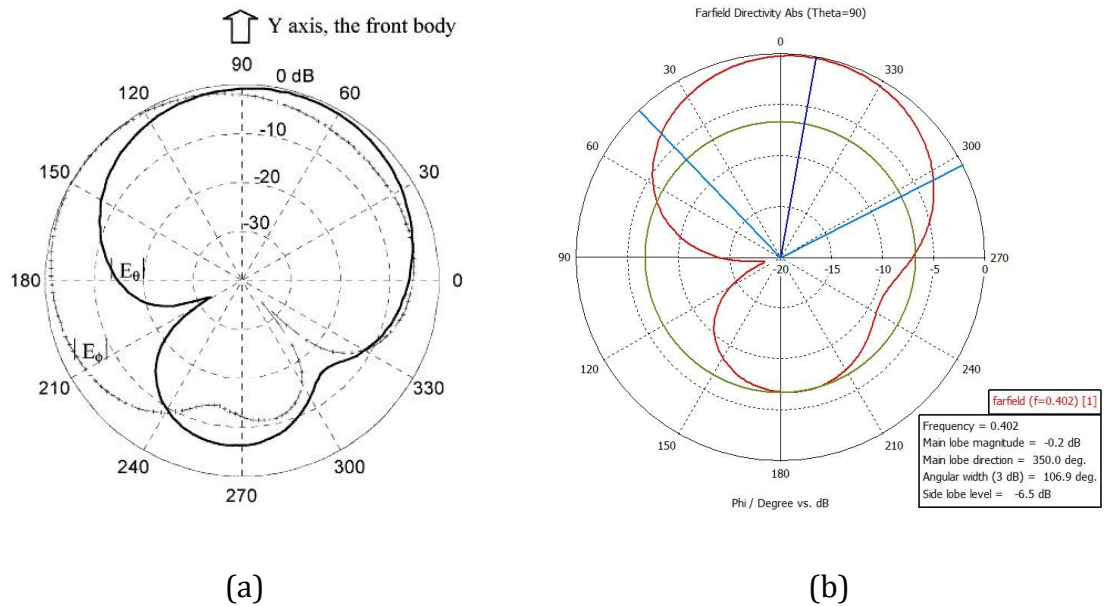 Y axis, the front body
90
0 dB
120
60
-10
150
30
-20
-30
|E_θ|
180
0
|E_ϕ|
210
330
240
300
270
(a)
Farfield Directivity Abs (Theta=90)
0
30
330
60
300
90
-20
-15
-10
-5
0
270
120
240
150
210
180
Phi / Degree vs. dB
farfield (f=0.402) [1]
Frequency = 0.402
Main lobe magnitude = -0.2 dB
Main lobe direction = 350.0 deg.
Angular width (3 dB) = 106.9 deg.
Side lobe level = -6.5 dB
(b)